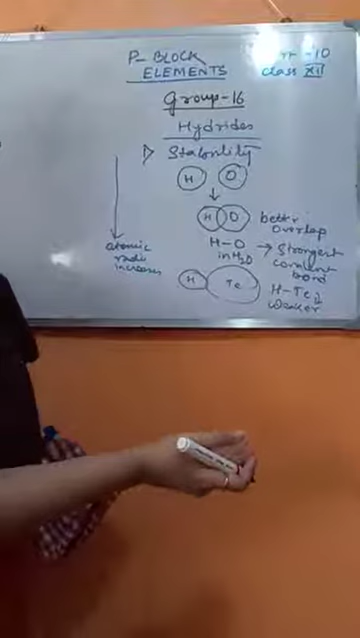 P-BLOCK
ELEMENTS
-10
class XII
Group-16
Hydrides
Stability
H O
H O
better
overlap
H-O
in H2O
→ Strongest
covalent
bond
atomic
radii
increases
H Te
H-Te
weaker